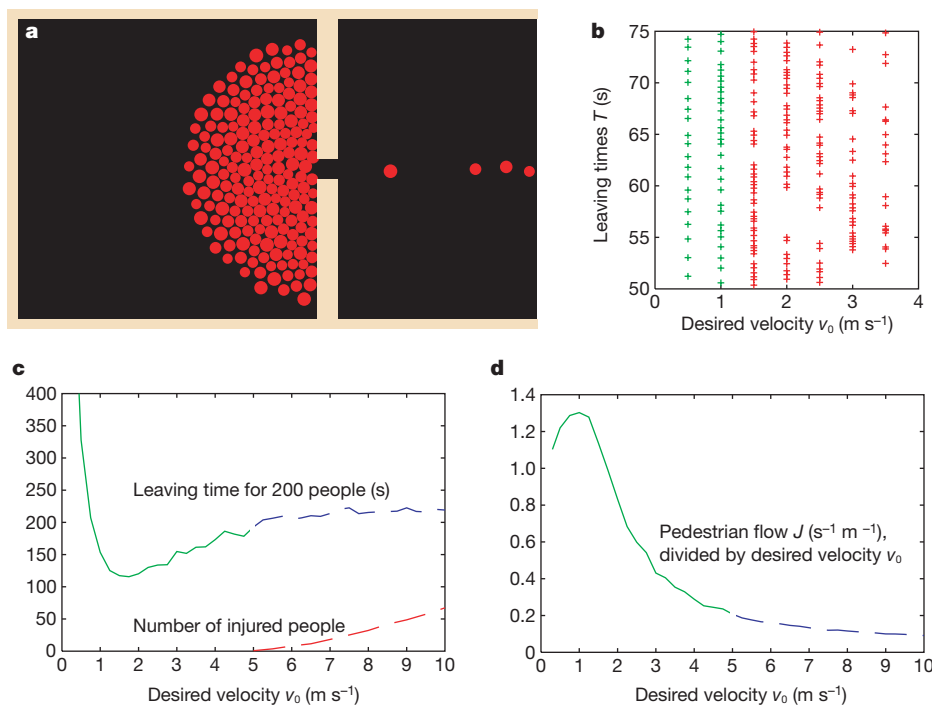 a
b
75
70
65
60
55
50
Leaving times T (s)
0
1
2
3
4
Desired velocity v₀ (m s⁻¹)
c
400
350
300
250
200
150
100
50
0
Leaving time for 200 people (s)
Number of injured people
0 1 2 3 4 5 6 7 8 9 10
Desired velocity v₀ (m s⁻¹)
d
1.4
1.2
1.0
0.8
0.6
0.4
0.2
0
Pedestrian flow J (s⁻¹ m ⁻¹),
divided by desired velocity v₀
0 1 2 3 4 5 6 7 8 9 10
Desired velocity v₀ (m s⁻¹)